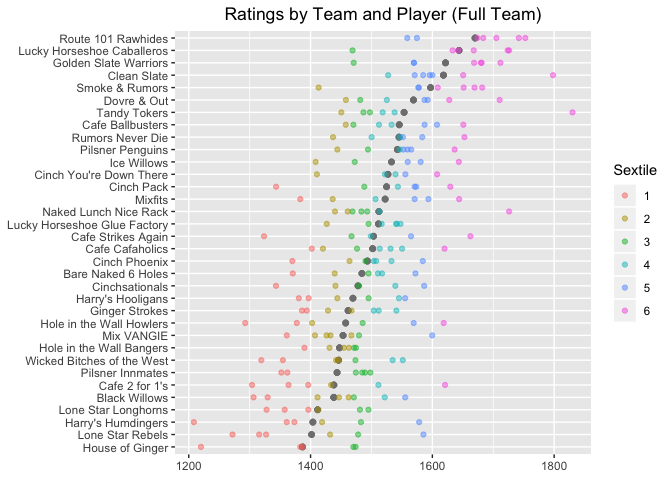 Ratings by Team and Player (Full Team)
Route 101 Rawhides
Lucky Horseshoe Caballeros
Golden Slate Warriors
Clean Slate
Smoke & Rumors
Dovre & Out
Tandy Tokers
Cafe Ballbusters
Rumors Never Die
Pilsner Penguins
Ice Willows
Cinch You're Down There
Cinch Pack
Mixfits
Naked Lunch Nice Rack
Lucky Horseshoe Glue Factory
Cafe Strikes Again
Cafe Cafaholics
Cinch Phoenix
Bare Naked 6 Holes
Cinchsationals
Harry's Hooligans
Ginger Strokes
Hole in the Wall Howlers
Mix VANGIE
Hole in the Wall Bangers
Wicked Bitches of the West
Pilsner Innmates
Cafe 2 for 1's
Black Willows
Lone Star Longhorns
Harry's Humdingers
Lone Star Rebels
House of Ginger
1200 1400 1600 1800
Sextile
1
2
3
4
5
6